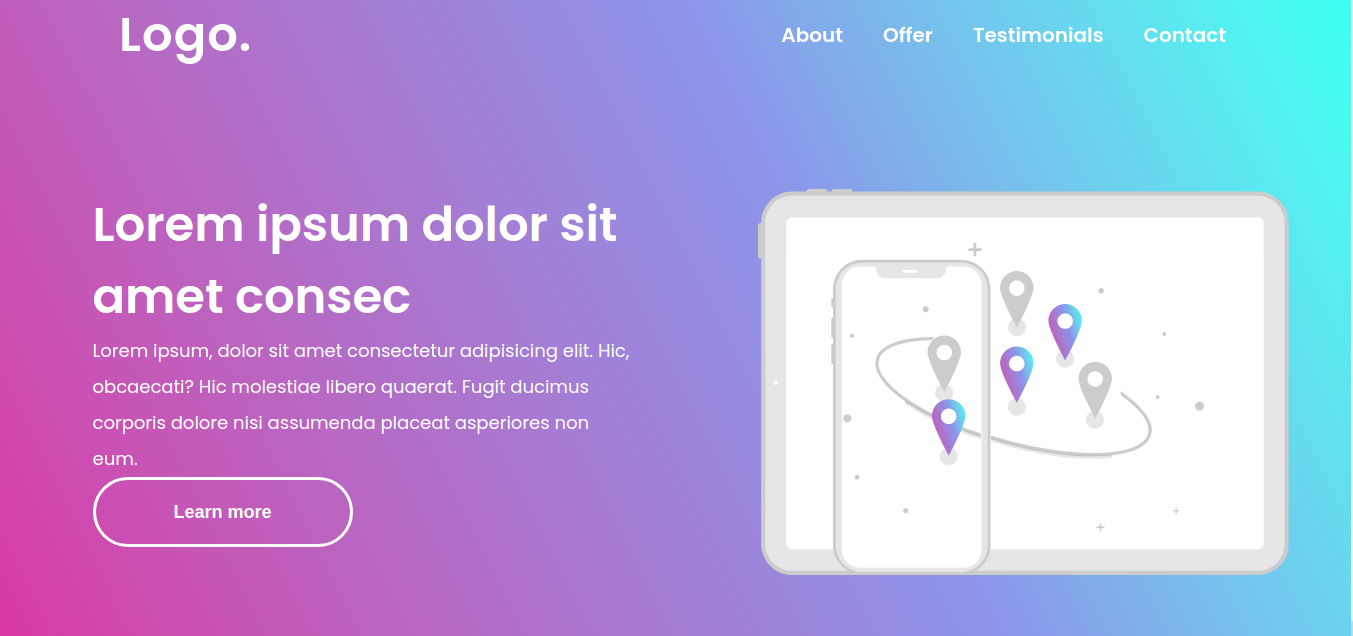 Logo.
About Offer Testimonials Contact
Lorem ipsum dolor sit
amet consec
Lorem ipsum, dolor sit amet consectetur adipisicing elit. Hic,
obcaecati? Hic molestiae libero quaerat. Fugit ducimus
corporis dolore nisi assumenda placeat asperiores non
eum.
Learn more